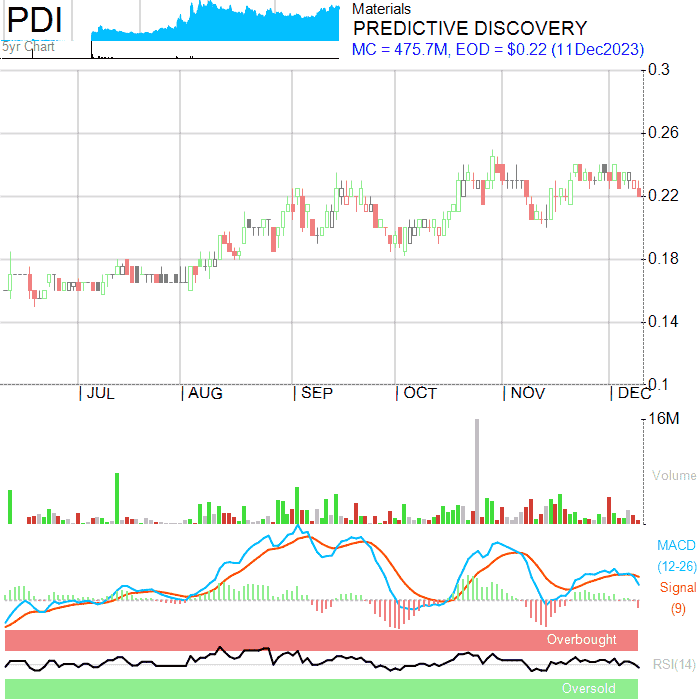 PDI
5yr Chart
Materials
PREDICTIVE DISCOVERY
MC = 475.7M, EOD = $0.22 (11Dec2023)
0.3
0.26
0.22
0.18
0.14
0.1
| JUL | AUG | SEP | OCT | NOV | DEC
16M
Volume
MACD
(12-26)
Signal
(9)
Overbought
RSI(14)
Oversold